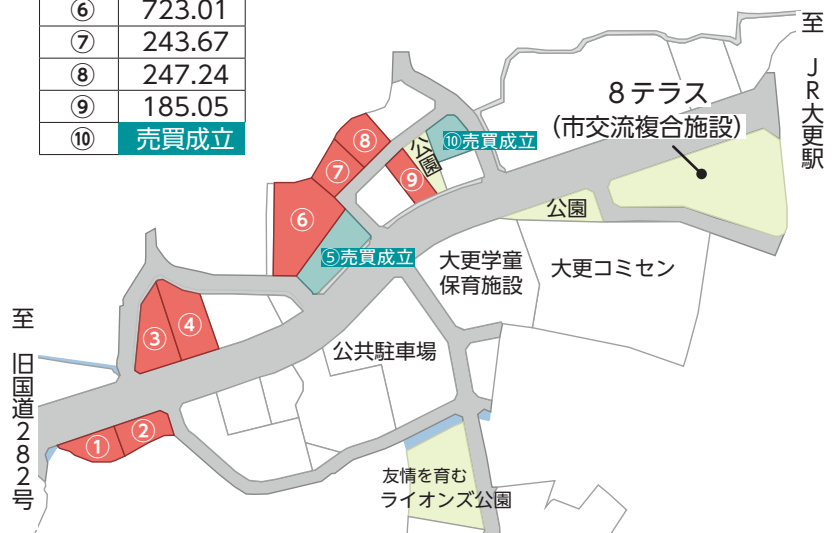 ⑥ 723.01
⑦ 243.67
⑧ 247.24
⑨ 185.05
⑩ 売買成立
至 JR大更駅
8テラス
(市交流複合施設)
⑧
⑦
公園
⑩売買成立
⑨
⑥
公園
⑤売買成立
大更学童
保育施設
大更コミセン
至 旧国道282号
③
④
公共駐車場
①
②
友情を育む
ライオンズ公園